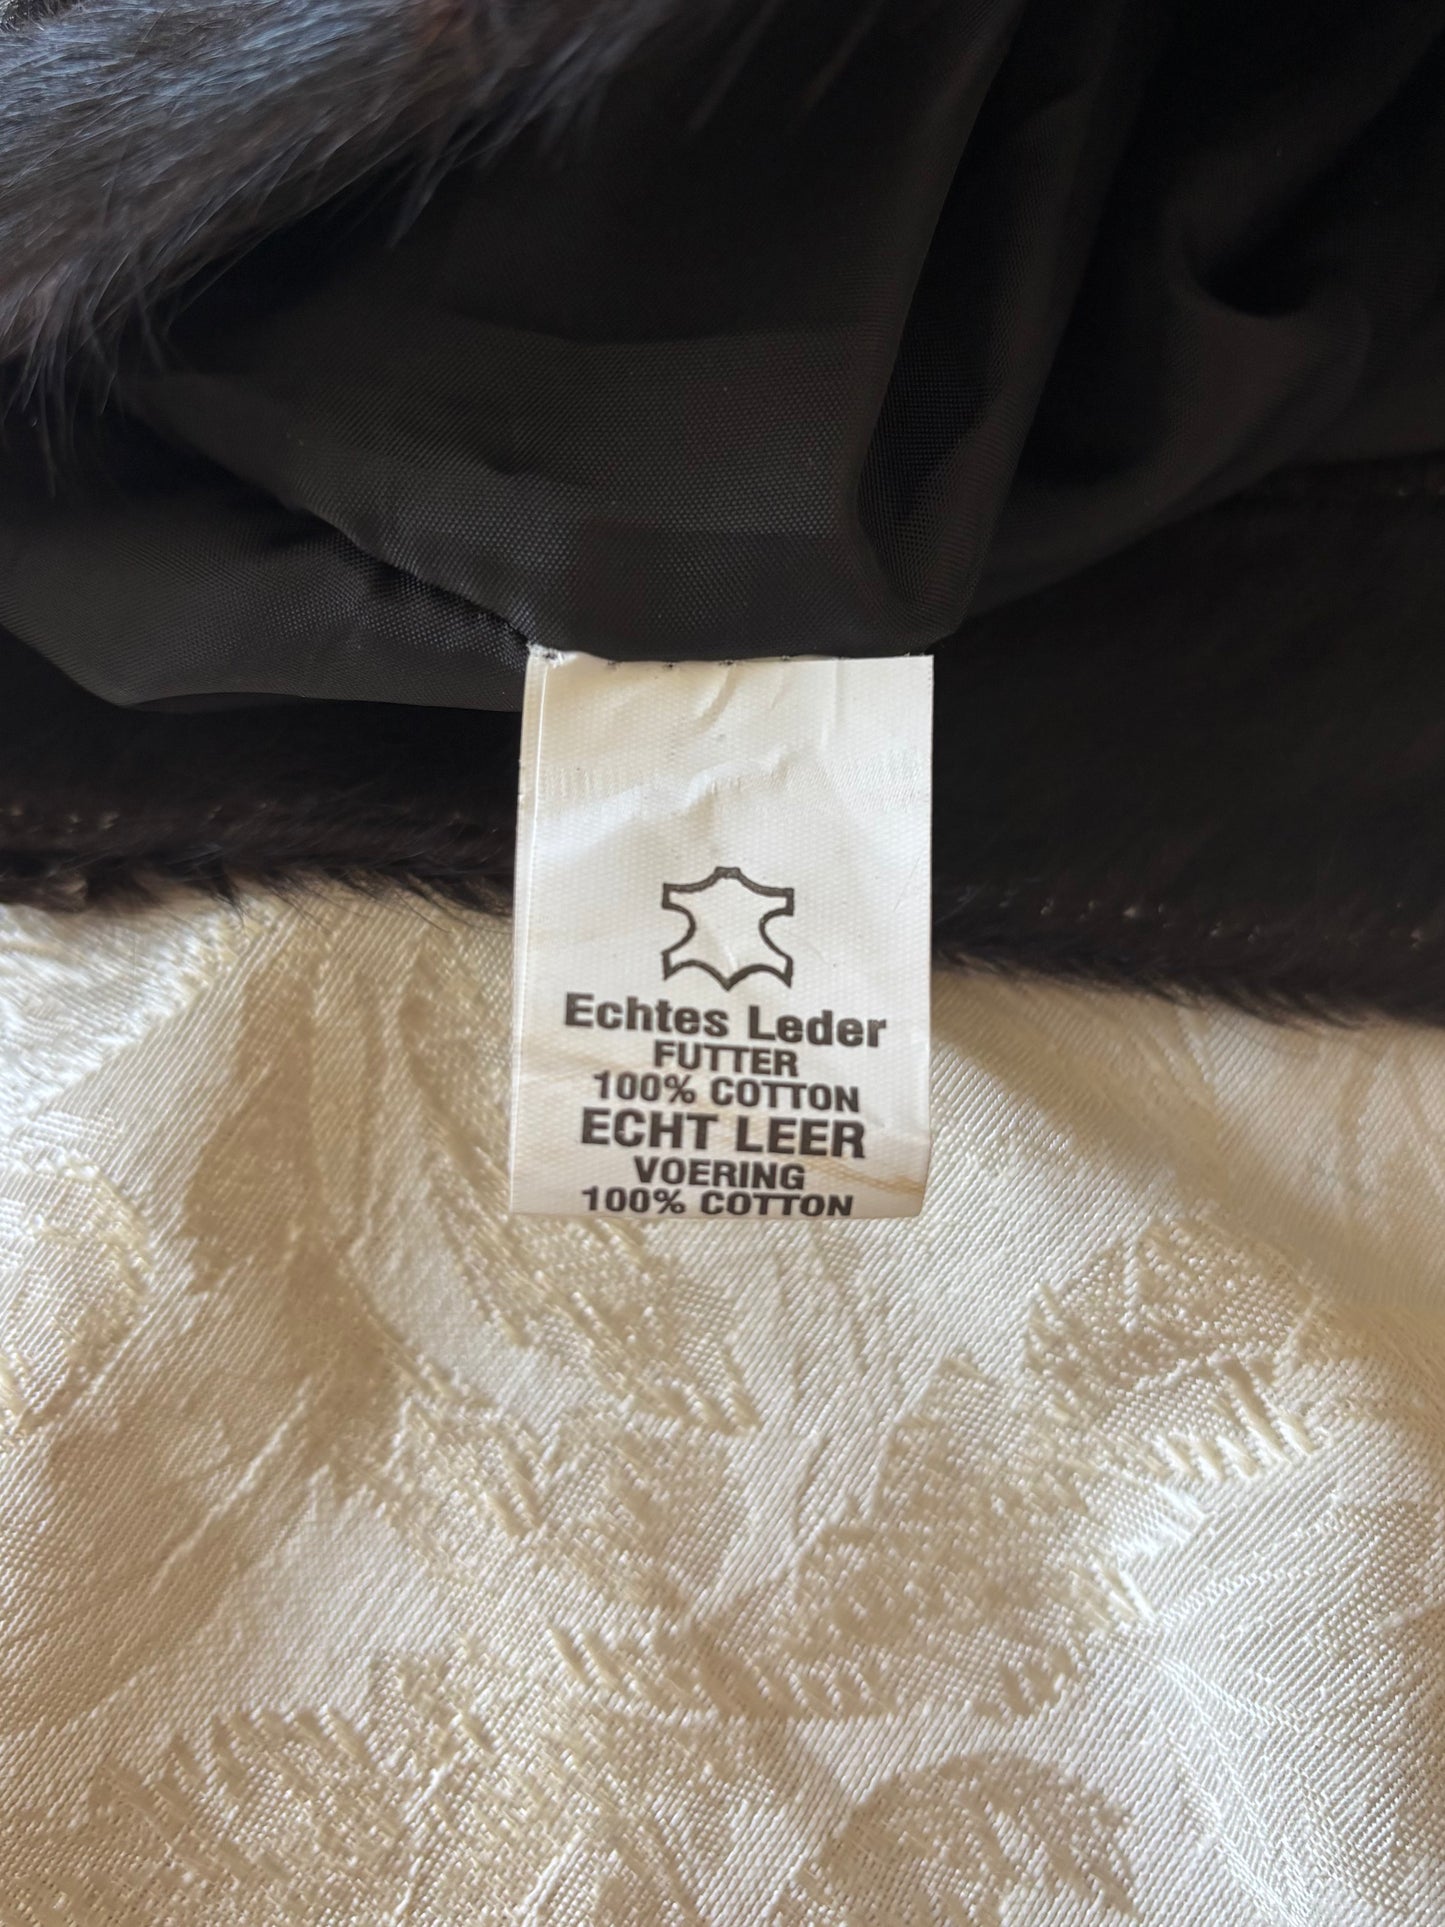 Echtes Leder
FUTTER
100% COTTON
ECHT LEER
VOERING
100% COTTON